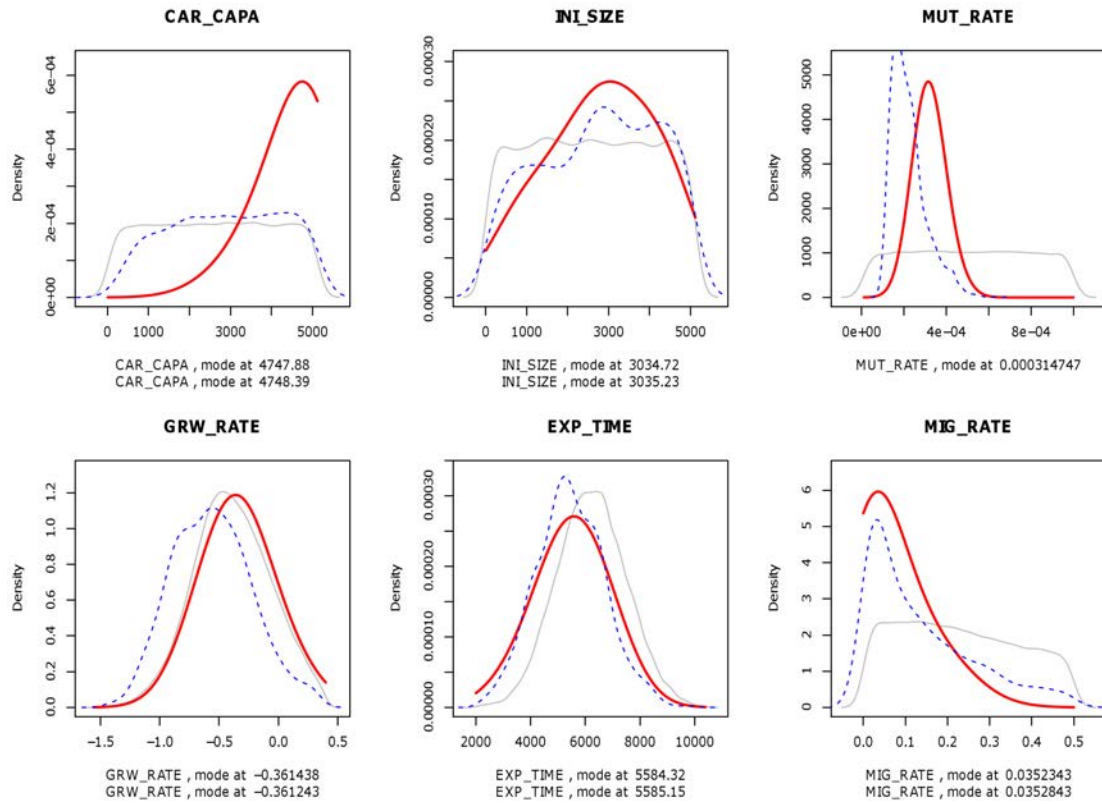 CAR_CAPA
INI_SIZE
MUT_RATE
Density
0e+00
2e-04
4e-04
6e-04
0
1000
3000
5000
CAR_CAPA , mode at 4747.88
CAR_CAPA , mode at 4748.39
0.00000
0.00010
0.00020
0.00030
0
1000
3000
5000
INI_SIZE , mode at 3034.72
INI_SIZE , mode at 3035.23
Density
0
1000
2000
3000
4000
5000
0e+00
4e-04
8e-04
MUT_RATE , mode at 0.000314747
GRW_RATE
EXP_TIME
MIG_RATE
Density
0.0
0.2
0.4
0.6
0.8
1.0
1.2
−1.5
−1.0
−0.5
0.0
0.5
GRW_RATE , mode at −0.361438
GRW_RATE , mode at −0.361243
Density
0.00000
0.00010
0.00020
0.00030
2000
4000
6000
8000
10000
EXP_TIME , mode at 5584.32
EXP_TIME , mode at 5585.15
Density
0
1
2
3
4
5
6
0.0
0.1
0.2
0.3
0.4
0.5
MIG_RATE , mode at 0.0352343
MIG_RATE , mode at 0.0352843